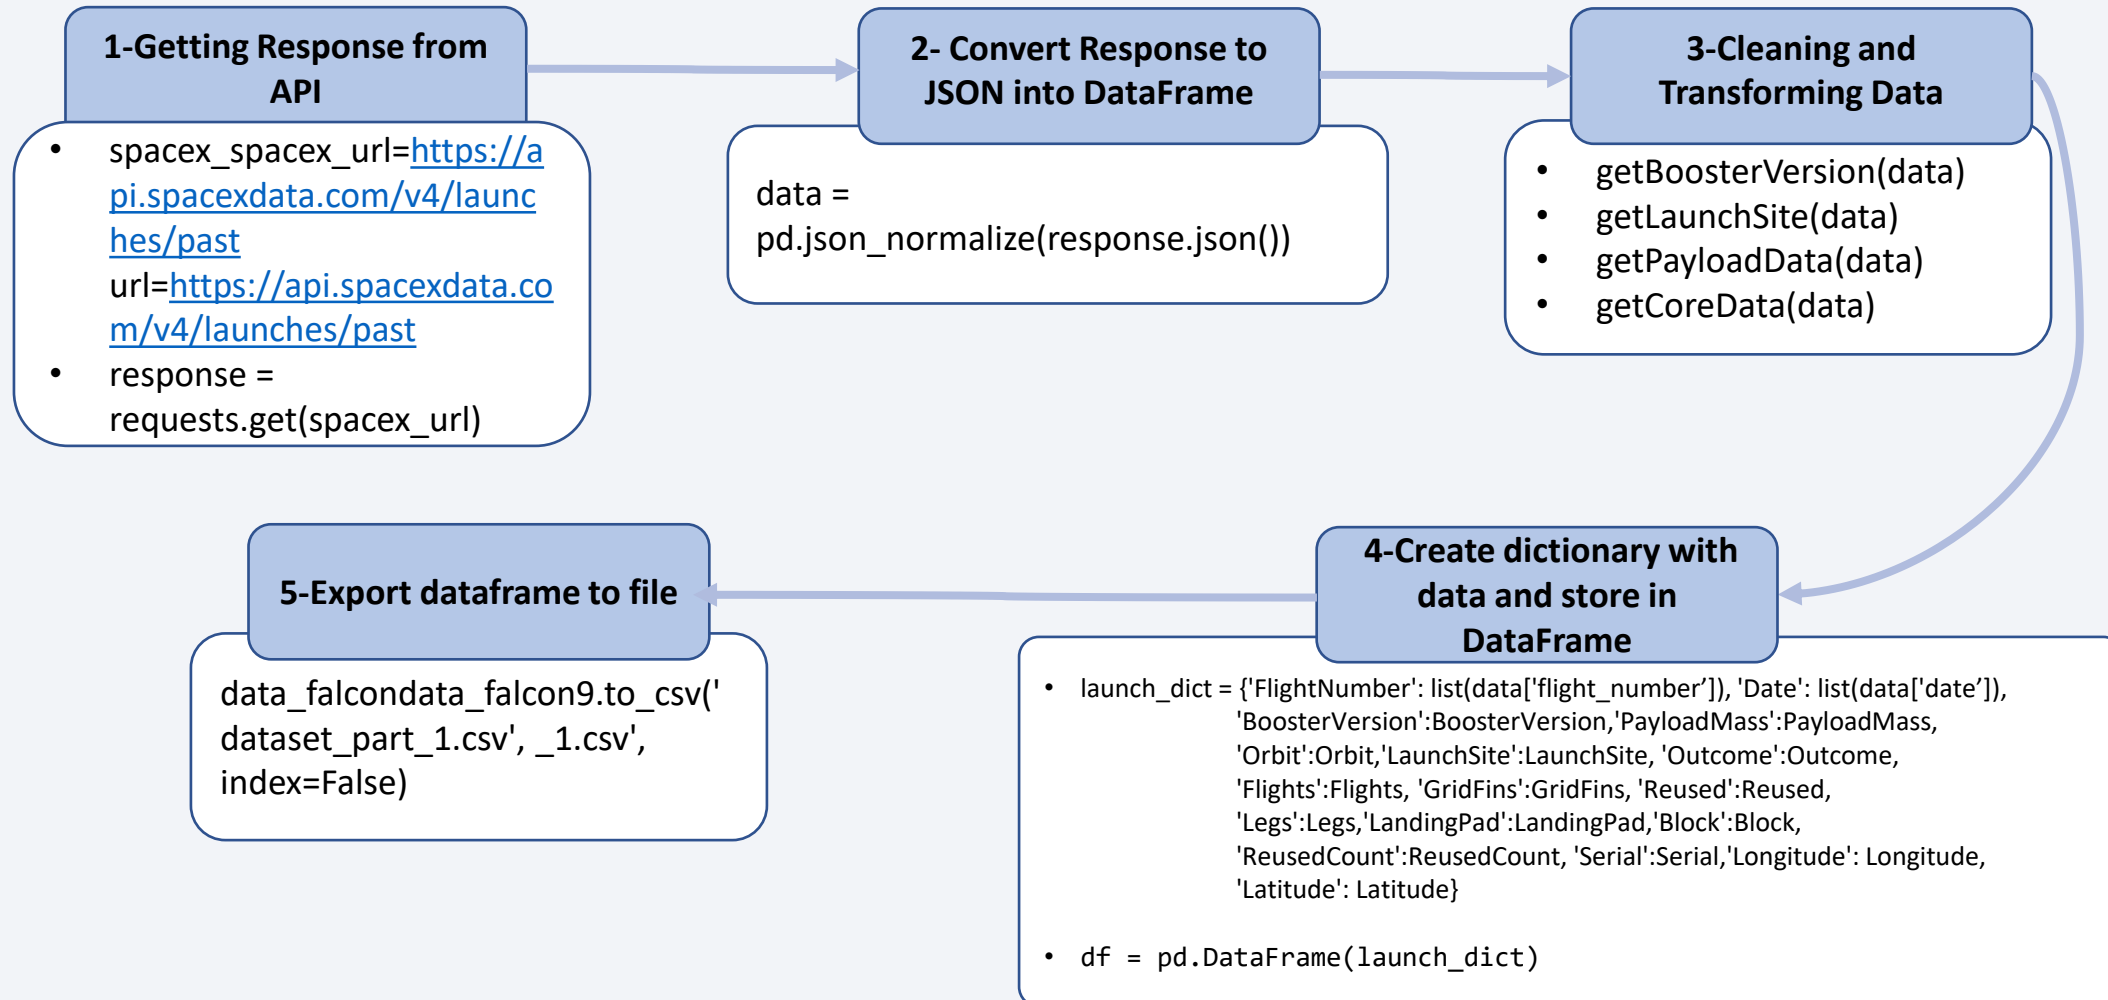 1-Getting Response from
API
• spacex_spacex_url=https://a
pi.spacexdata.com/v4/launc
hes/past
url=https://api.spacexdata.co
m/v4/launches/past
• response =
requests.get(spacex_url)
2- Convert Response to
JSON into DataFrame
data =
pd.json_normalize(response.json())
3-Cleaning and
Transforming Data
• getBoosterVersion(data)
• getLaunchSite(data)
• getPayloadData(data)
• getCoreData(data)
4-Create dictionary with
data and store in
DataFrame
• launch_dict = {'FlightNumber': list(data['flight_number’]), 'Date': list(data['date’]),
'BoosterVersion':BoosterVersion,'PayloadMass':PayloadMass,
'Orbit':Orbit,'LaunchSite':LaunchSite, 'Outcome':Outcome,
'Flights':Flights, 'GridFins':GridFins, 'Reused':Reused,
'Legs':Legs,'LandingPad':LandingPad,'Block':Block,
'ReusedCount':ReusedCount, 'Serial':Serial,'Longitude': Longitude,
'Latitude': Latitude}
• df = pd.DataFrame(launch_dict)
5-Export dataframe to file
data_falcondata_falcon9.to_csv('
dataset_part_1.csv', _1.csv',
index=False)